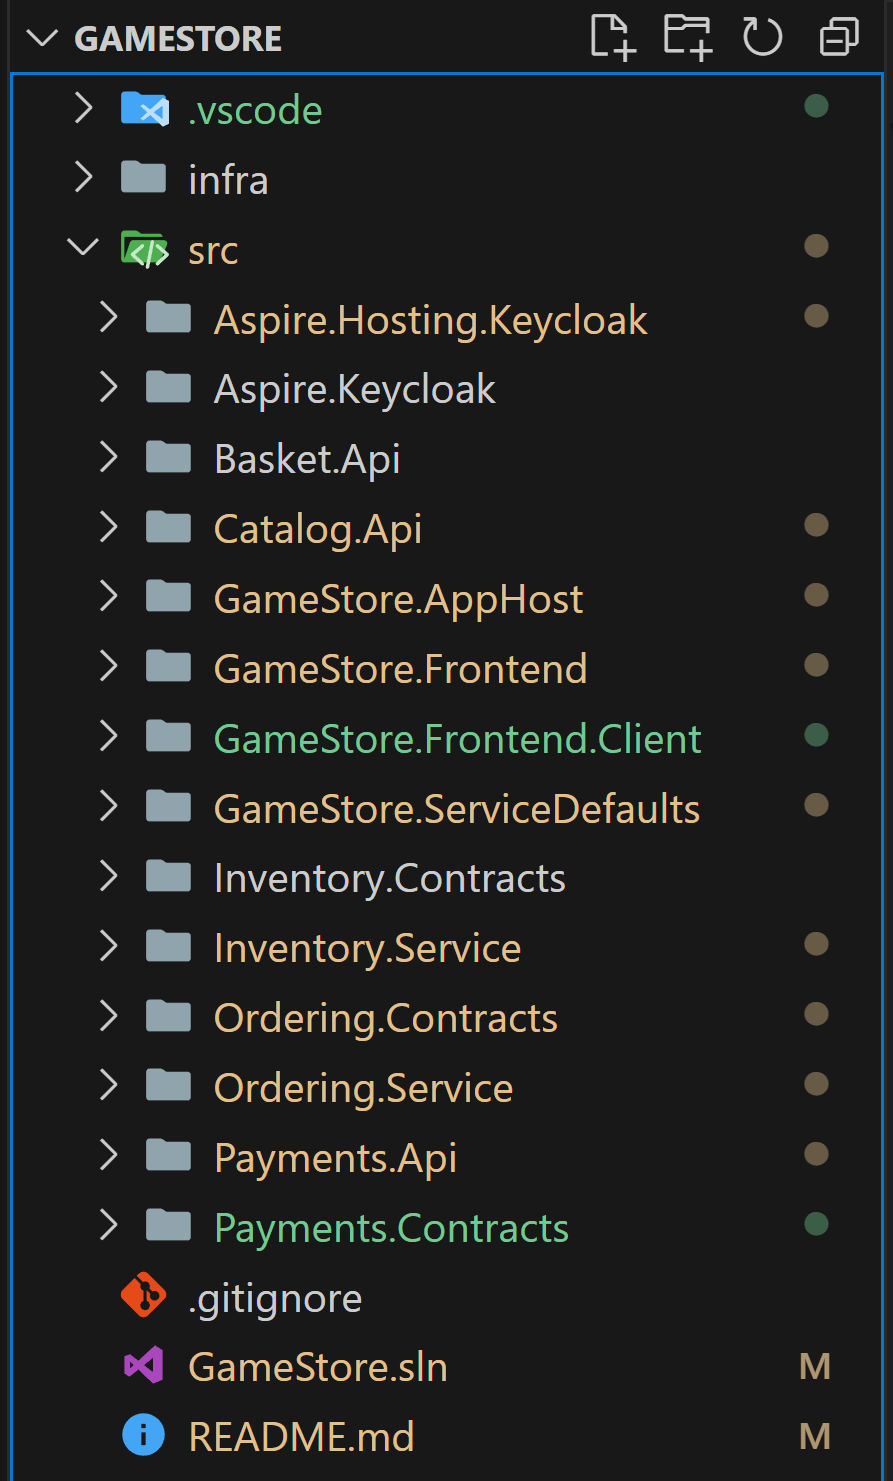 GAMESTORE
.vscode
infra
src
Aspire.Hosting.Keycloak
Aspire.Keycloak
Basket.Api
Catalog.Api
GameStore.AppHost
GameStore.Frontend
GameStore.Frontend.Client
GameStore.ServiceDefaults
Inventory.Contracts
Inventory.Service
Ordering.Contracts
Ordering.Service
Payments.Api
Payments.Contracts
.gitignore
GameStore.sln M
README.md M